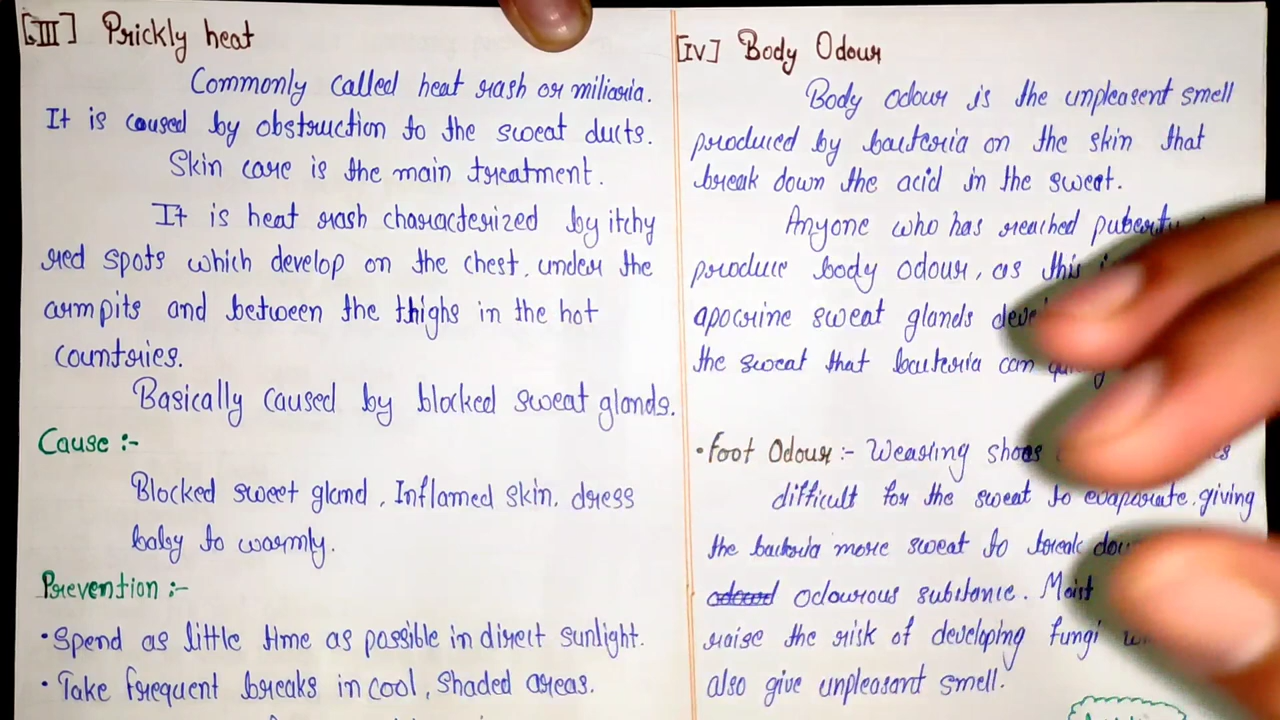 [III] Prickly heat
Commonly called heat rash or miliaria.
It is caused by obstruction to the sweat ducts.
Skin care is the main treatment.
It is heat rash characterized by itchy
red spots which develop on the chest, under the
armpits and between the thighs in the hot
countries.
Basically caused by blocked sweat glands.
Cause :-
Blocked sweet gland, Inflamed skin, dress
baby to warmly.
Prevention :-
• Spend as little time as possible in direct sunlight.
• Take frequent breaks in cool, shaded areas.
[IV] Body Odour
Body odour is the unpleasent smell
produced by bacteria on the skin that
break down the acid in the sweat.
Anyone who has reached puberty
produce body odour, as this
apocrine sweat glands
the sweat that bacteria can
• Foot Odour :- Wearing shoes
difficult for the sweat to evaporate, giving
the bacteria more sweat to break
odourous substance. Moist
raise the risk of developing fungi
also give unpleasant smell.